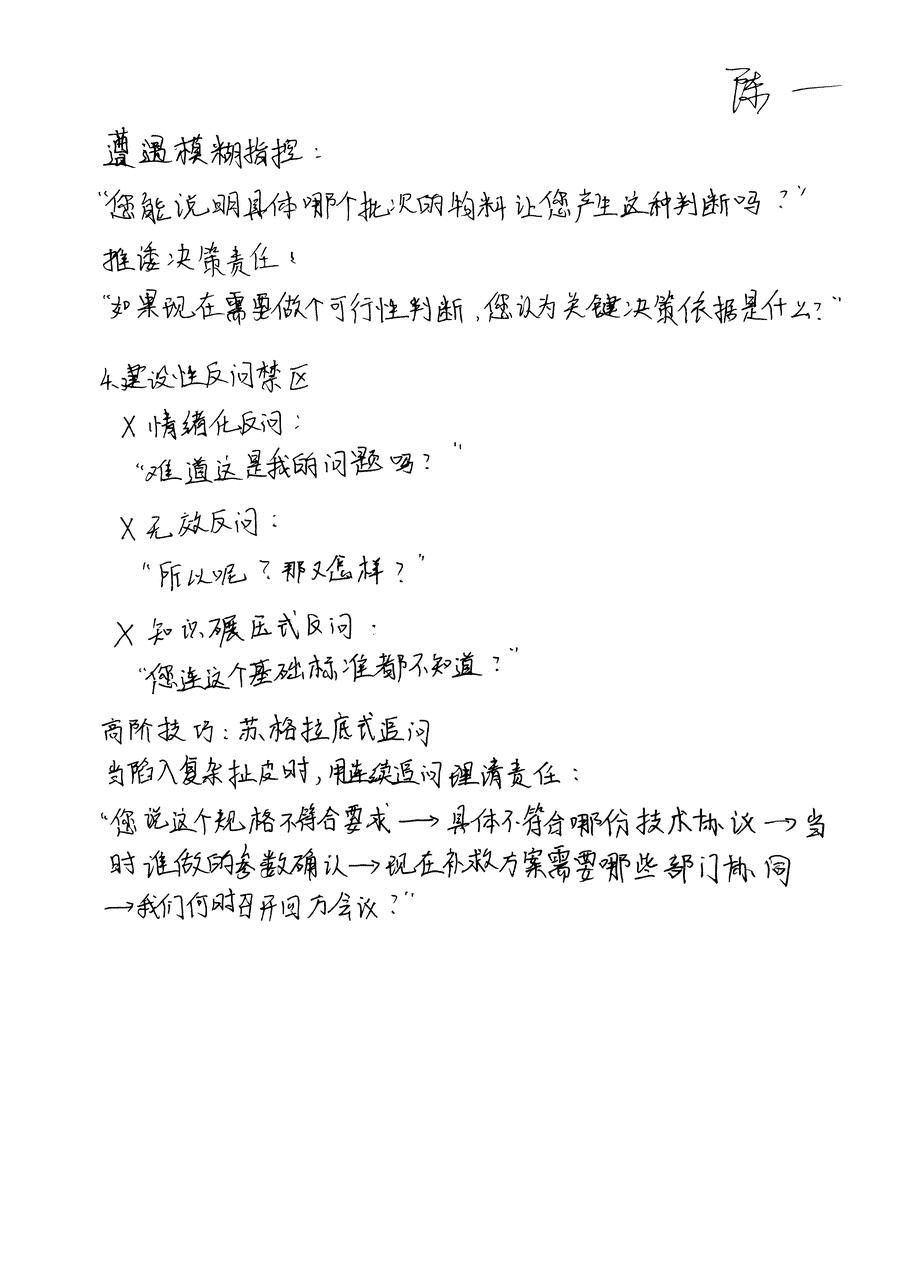 陈一
遭遇模糊指控：
“您能说明具体哪个批次的物料让您产生这种判断吗？”
推诿决策责任：
“如果现在需要做个可行性判断，您认为关键决策依据是什么？”
4.建设性反问禁区
X 情绪化反问：
“难道这是我的问题吗？”
X 无效反问：
“所以呢？那又怎样？”
X 知识碾压式反问：
“您连这个基础标准都不知道？”
高阶技巧：苏格拉底式追问
当陷入复杂扯皮时，用连续追问理清责任：
“您说这个规格不符合要求→具体不符合哪份技术协议→当
时谁做的参数确认→现在补救方案需要哪些部门协同
→我们何时召开四方会议？”